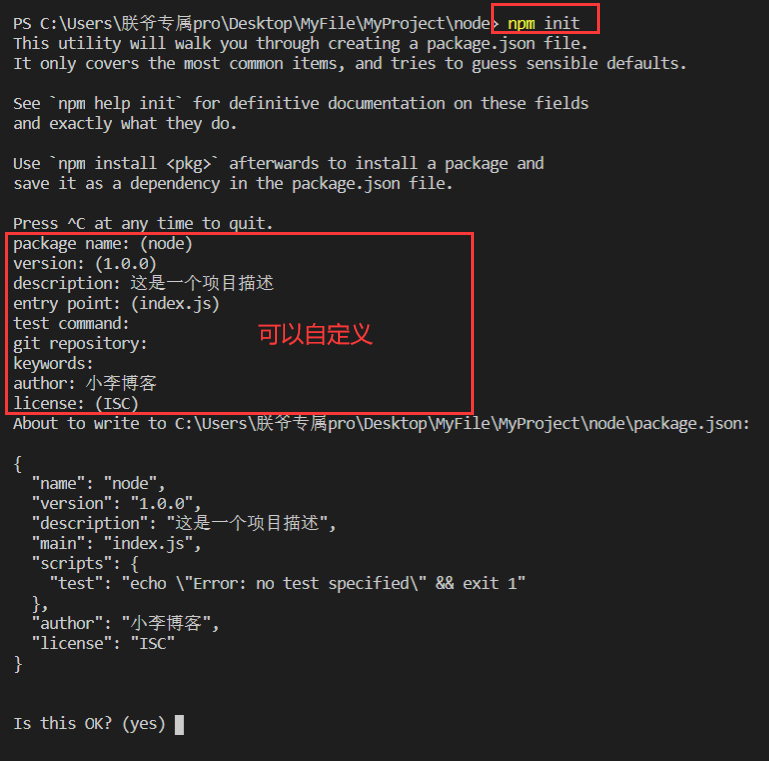 PS C:\Users\朕爷专属pro\Desktop\MyFile\MyProject\node> npm init
This utility will walk you through creating a package.json file.
It only covers the most common items, and tries to guess sensible defaults.
See `npm help init` for definitive documentation on these fields
and exactly what they do.
Use `npm install <pkg>` afterwards to install a package and
save it as a dependency in the package.json file.
Press ^C at any time to quit.
package name: (node)
version: (1.0.0)
description: 这是一个项目描述
entry point: (index.js)
test command:
可以自定义
git repository:
keywords:
author: 小李博客
license: (ISC)
About to write to C:\Users\朕爷专属pro\Desktop\MyFile\MyProject\node\package.json:
{
  "name": "node",
  "version": "1.0.0",
  "description": "这是一个项目描述",
  "main": "index.js",
  "scripts": {
    "test": "echo \"Error: no test specified\" && exit 1"
  },
  "author": "小李博客",
  "license": "ISC"
}
Is this OK? (yes)